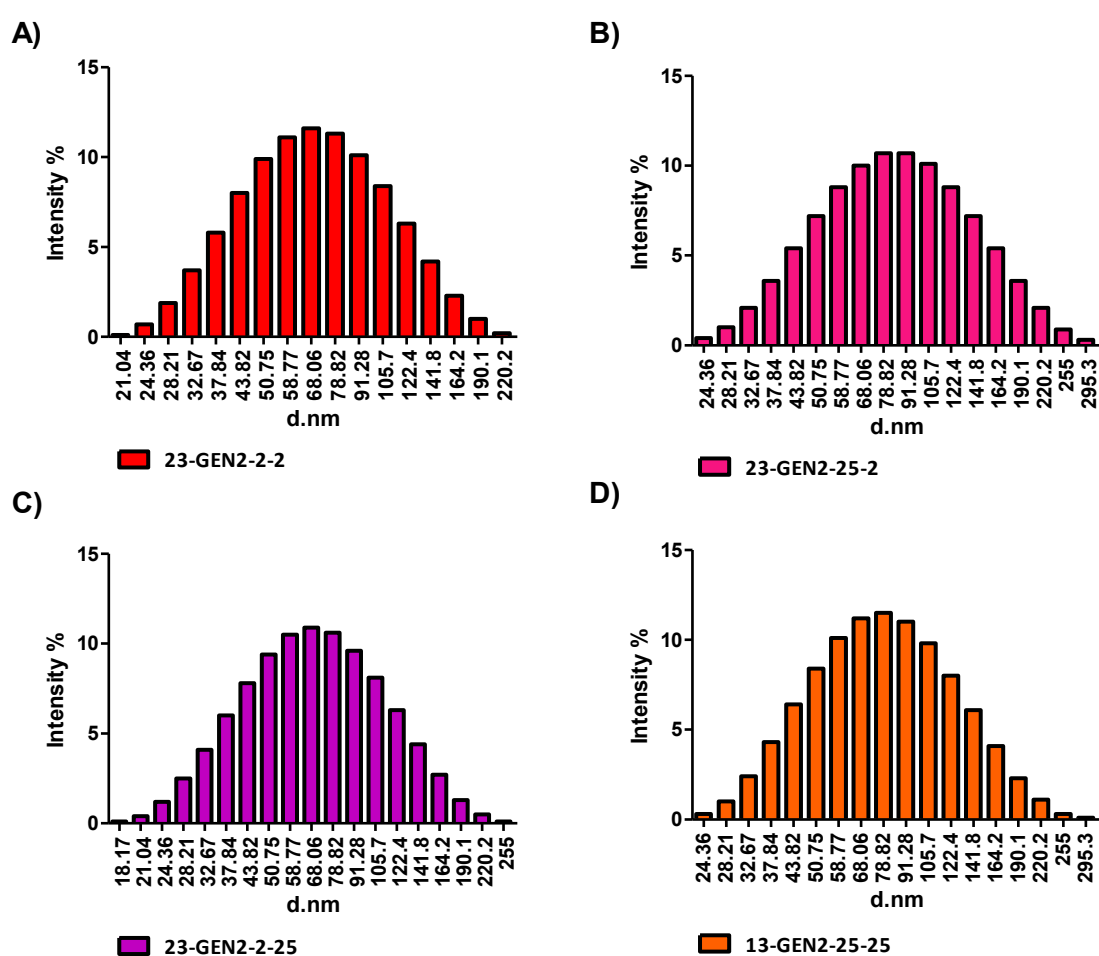 A)
15
10
5
0
Intensity %
21.04 24.36 28.21 32.67 37.84 43.82 50.75 58.77 68.06 78.82 91.28 105.7 122.4 141.8 164.2 190.1 220.2
d.nm
23-GEN2-2-2
B)
15
10
5
0
Intensity %
24.36 28.21 32.67 37.84 43.82 50.75 58.77 68.06 78.82 91.28 105.7 122.4 141.8 164.2 190.1 220.2 255 295.3
d.nm
23-GEN2-25-2
C)
15
10
5
0
Intensity %
18.17 21.04 24.36 28.21 32.67 37.84 43.82 50.75 58.77 68.06 78.82 91.28 105.7 122.4 141.8 164.2 190.1 220.2 255
d.nm
23-GEN2-2-25
D)
15
10
5
0
Intensity %
24.36 28.21 32.67 37.84 43.82 50.75 58.77 68.06 78.82 91.28 105.7 122.4 141.8 164.2 190.1 220.2 255 295.3
d.nm
13-GEN2-25-25